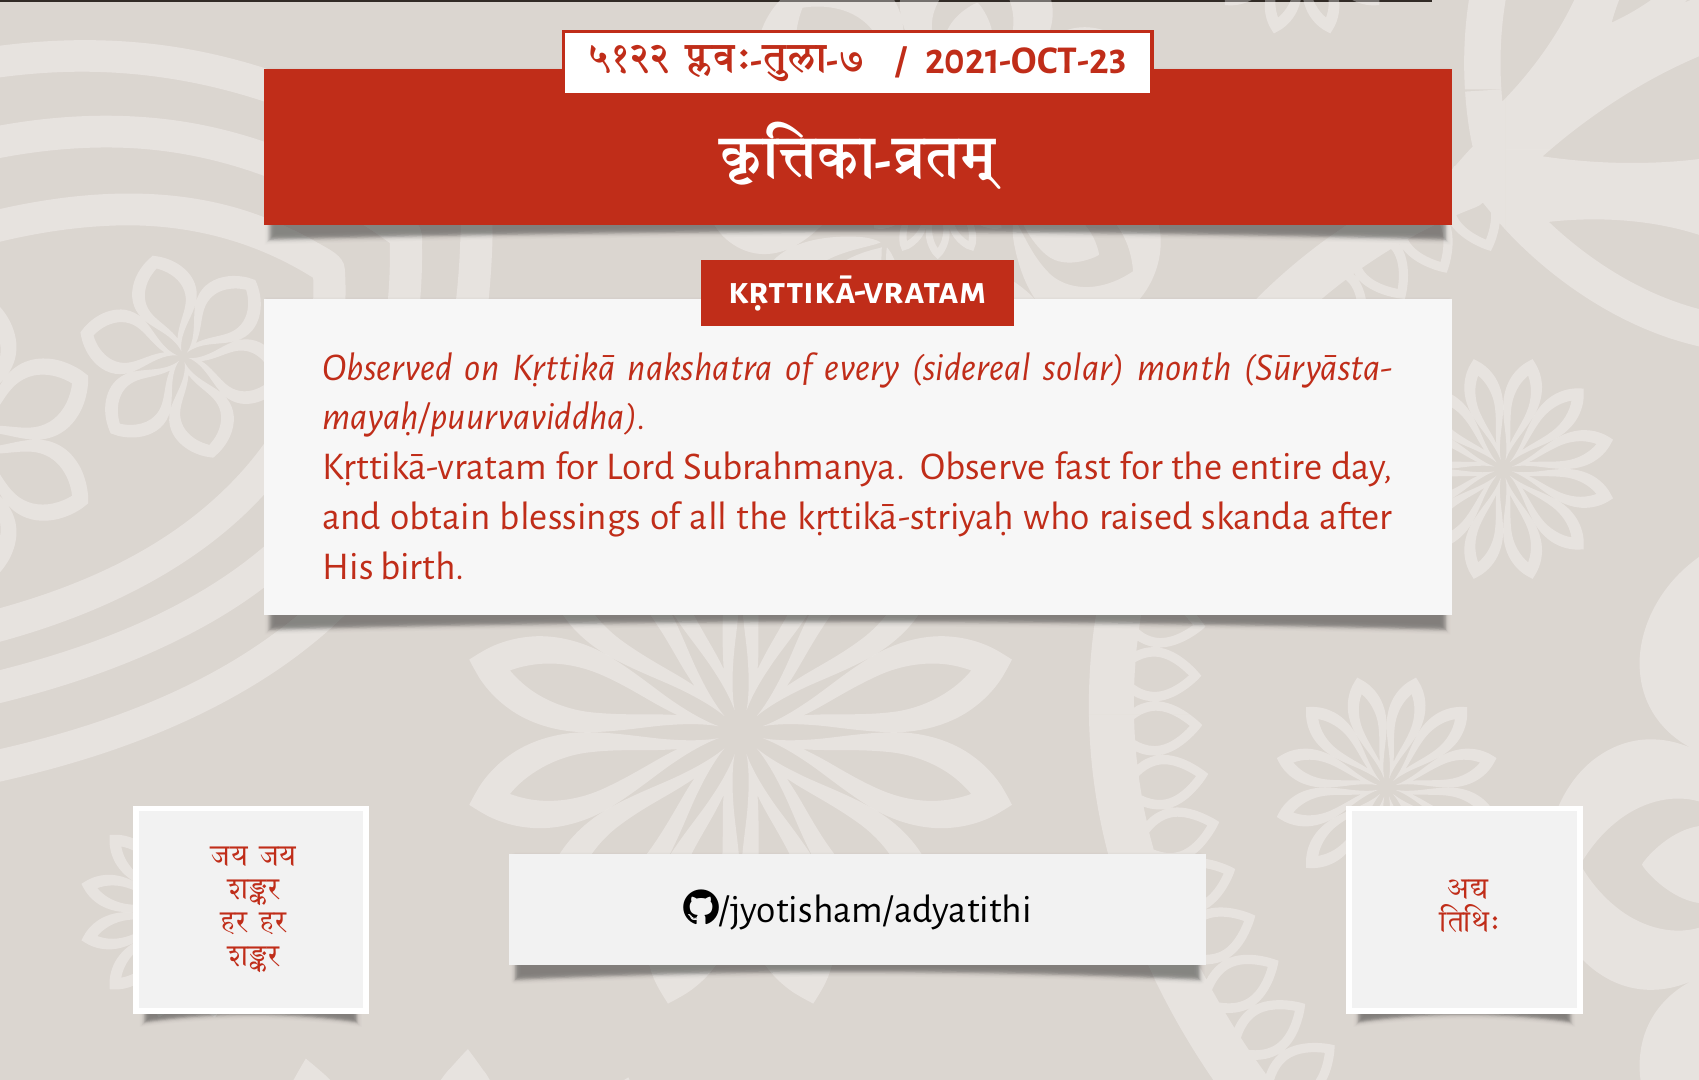 ५१२२ प्लवः-तुला-७ / 2021-OCT-23
कृत्तिका-व्रतम्
KṚTTIKĀ-VRATAM
Observed on Kṛttikā nakshatra of every (sidereal solar) month (Sūryāsta-
mayaḥ/puurvaviddha).
Kṛttikā-vratam for Lord Subrahmanya. Observe fast for the entire day,
and obtain blessings of all the kṛttikā-striyaḥ who raised skanda after
His birth.
जय जय
शङ्कर
हर हर
शङ्कर
/jyotisham/adyatithi
अद्य
तिथिः